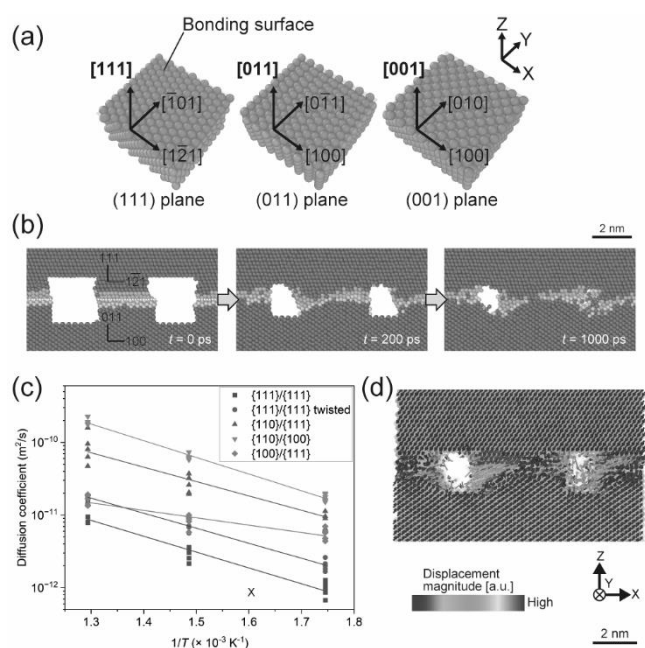 (a)
Bonding surface
Z
Y
X
[111]
[1̅01]
[12̅1]
(111) plane
[011]
[01̅1]
[100]
(011) plane
[001]
[010]
[100]
(001) plane
(b)
2 nm
111
12̅1
011
100
t = 0 ps
t = 200 ps
t = 1000 ps
(c)
Diffusion coefficient (m²/s)
10⁻¹⁰
10⁻¹¹
10⁻¹²
{111}/{111}
{111}/{111} twisted
{110}/{111}
{110}/{100}
{100}/{111}
X
1.3
1.4
1.5
1.6
1.7
1.8
1/T (× 10⁻³ K⁻¹)
(d)
Displacement
magnitude [a.u.]
High
Z
Y
X
2 nm